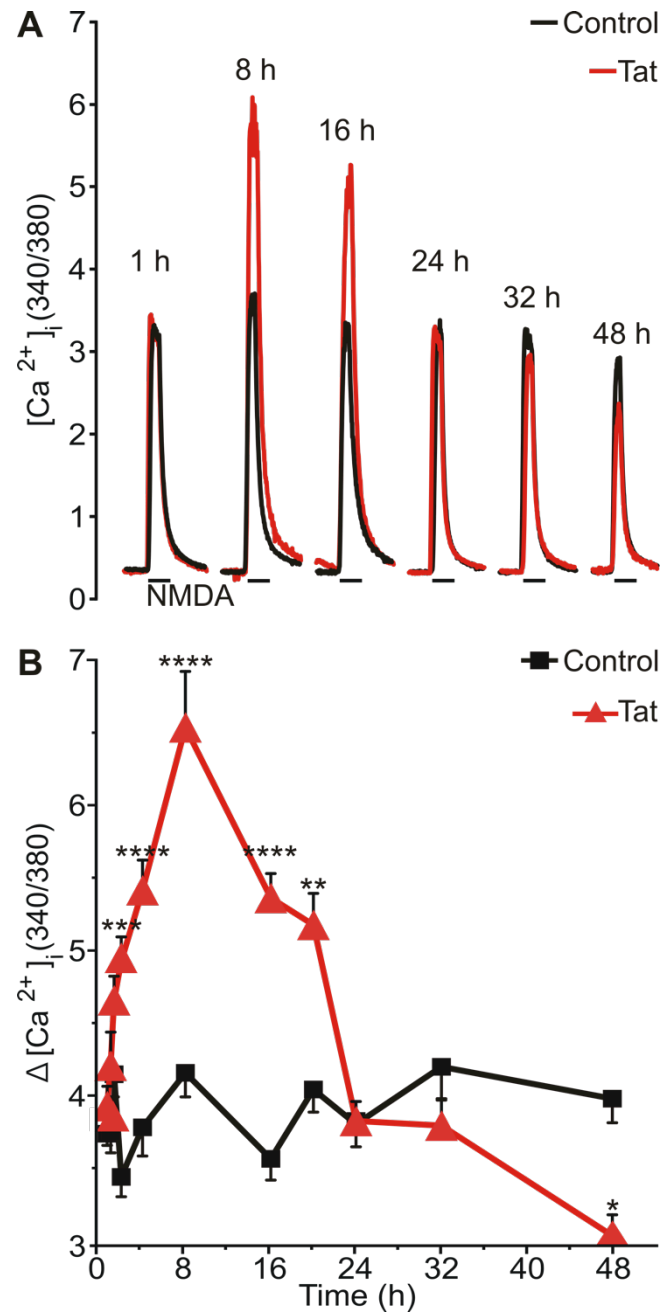 A
7
Control
Tat
8 h
6
16 h
5
1 h
24 h
4
32 h
48 h
3
[Ca 2+ ]i (340/380)
2
1
0
NMDA
B
7
****
Control
Tat
6
****
****
**
***
5
Δ [Ca 2+ ]i (340/380)
4
*
3
0 8 16 24 32 40 48
Time (h)